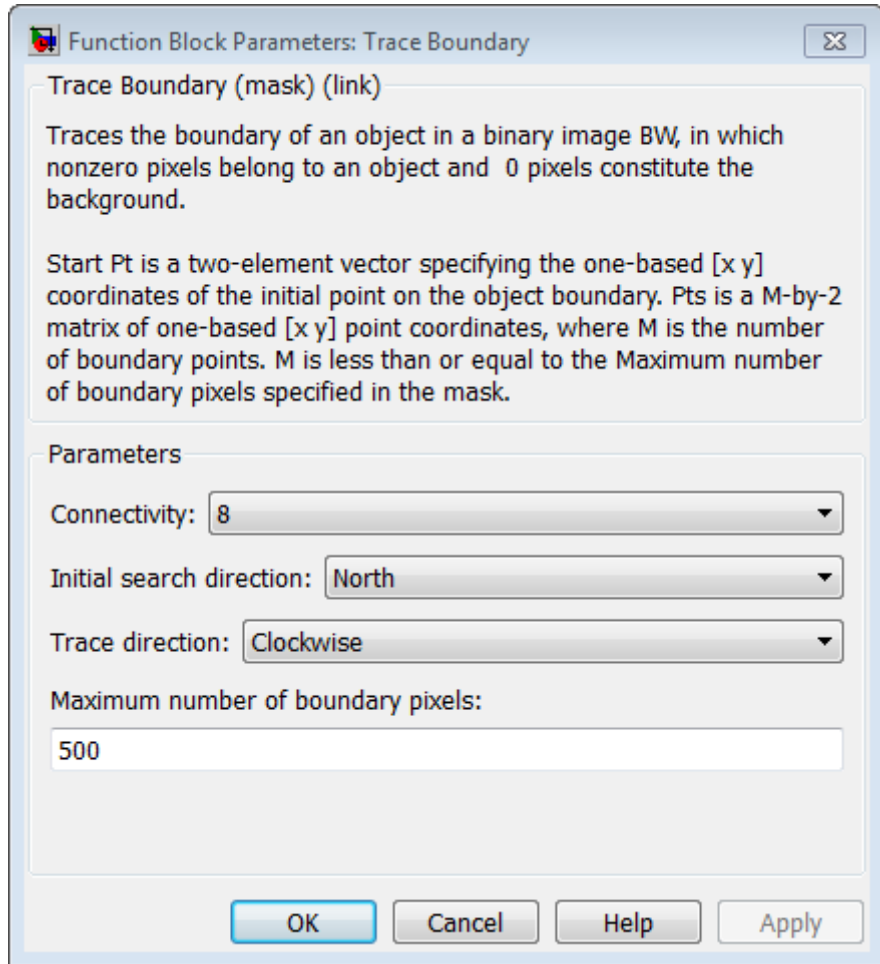 Function Block Parameters: Trace Boundary
Trace Boundary (mask) (link)
Traces the boundary of an object in a binary image BW, in which
nonzero pixels belong to an object and  0 pixels constitute the
background.
Start Pt is a two-element vector specifying the one-based [x y]
coordinates of the initial point on the object boundary. Pts is a M-by-2
matrix of one-based [x y] point coordinates, where M is the number
of boundary points. M is less than or equal to the Maximum number
of boundary pixels specified in the mask.
Parameters
Connectivity: 8
Initial search direction: North
Trace direction: Clockwise
Maximum number of boundary pixels:
500
OK Cancel Help Apply